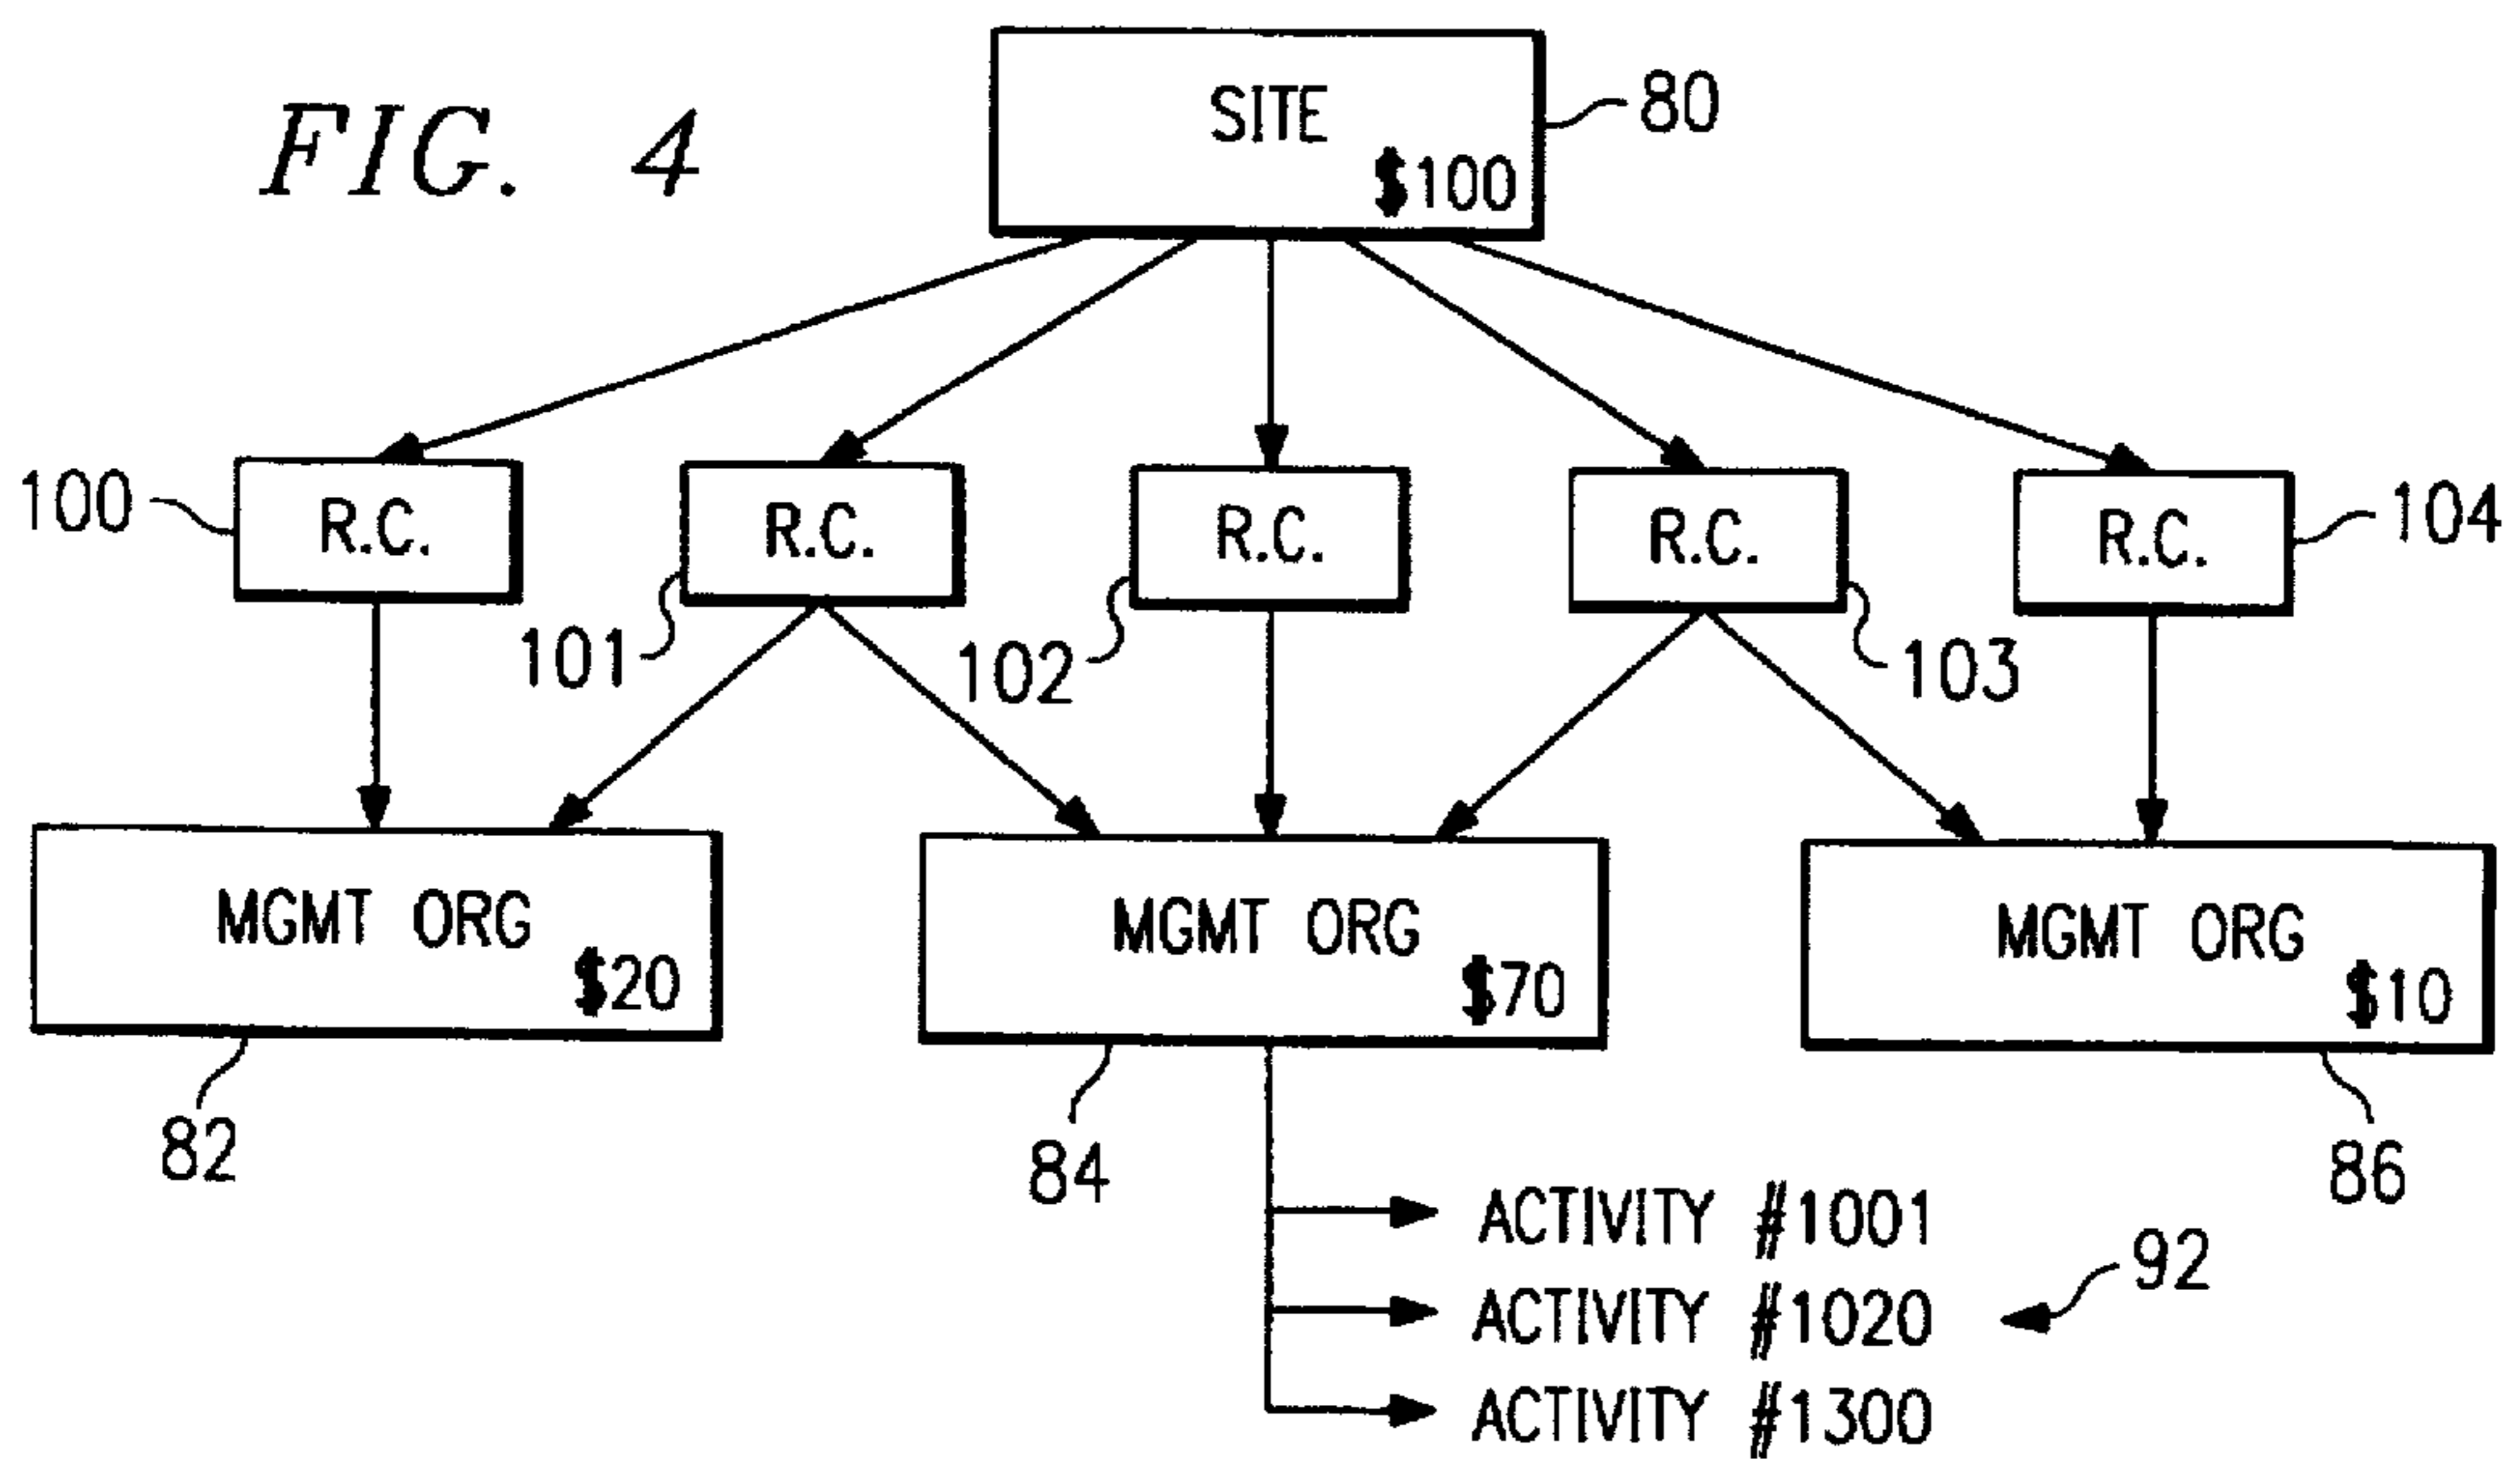 FIG. 4
SITE
$100
80
100
R.C.
R.C.
R.C.
R.C.
R.C.
104
101
102
103
MGMT ORG
$20
MGMT ORG
$70
MGMT ORG
$10
82
84
86
ACTIVITY #1001
92
ACTIVITY #1020
ACTIVITY #1300